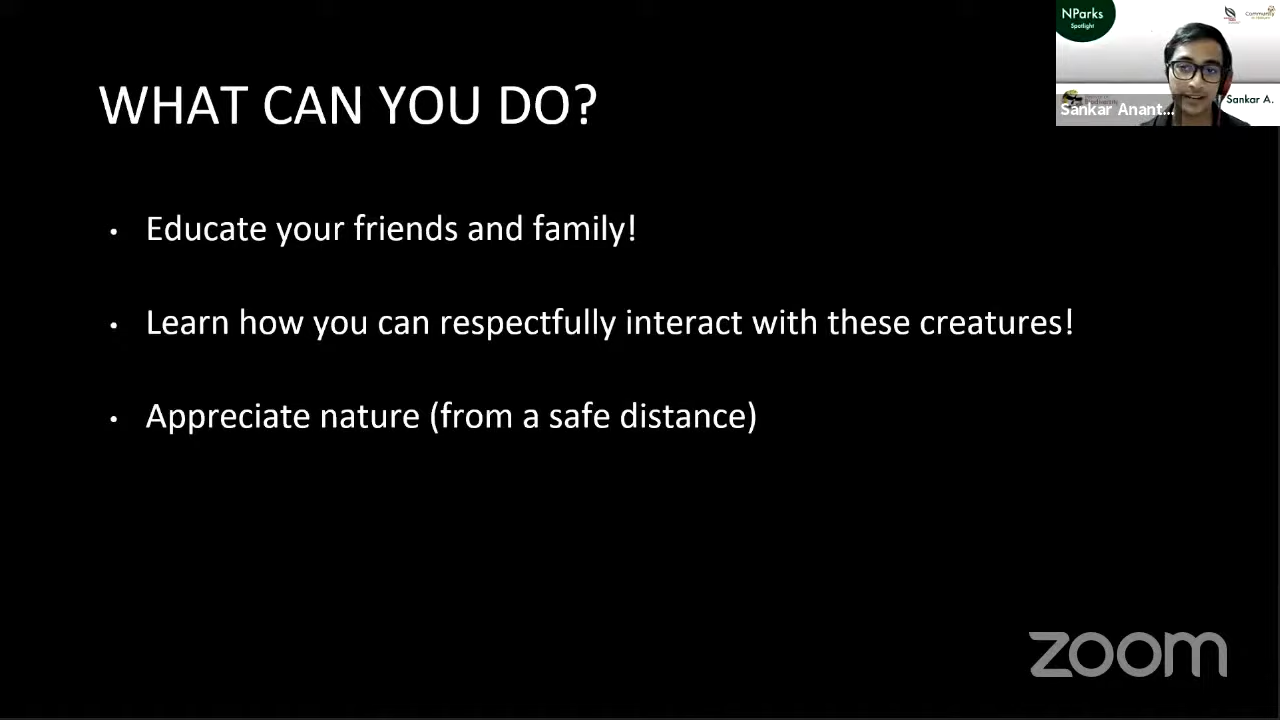 WHAT CAN YOU DO?
• Educate your friends and family!
• Learn how you can respectfully interact with these creatures!
• Appreciate nature (from a safe distance)
NParks
Spotlight
Community
Sankar A.
Sankar Anant...
zoom